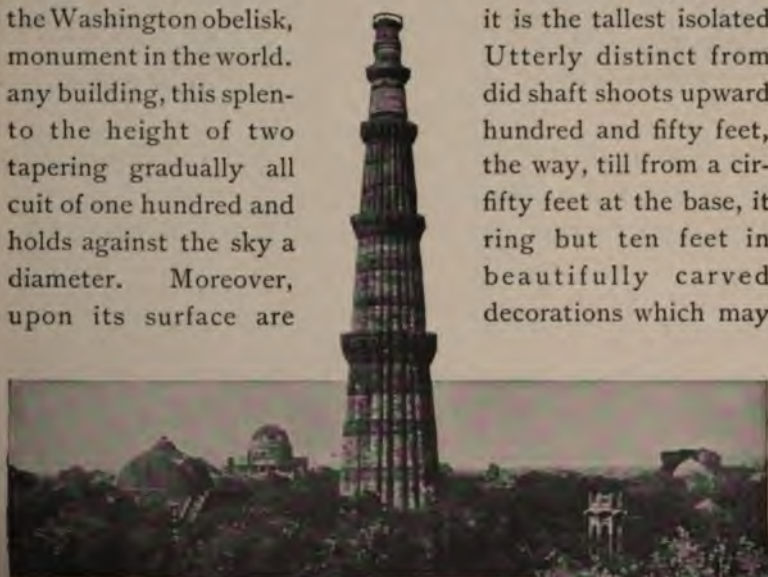 the Washington obelisk, it is the tallest isolated
monument in the world. Utterly distinct from
any building, this splen- did shaft shoots upward
to the height of two hundred and fifty feet,
tapering gradually all the way, till from a cir-
cuit of one hundred and fifty feet at the base, it
holds against the sky a ring but ten feet in
diameter. Moreover, beautifully carved
upon its surface are decorations which may